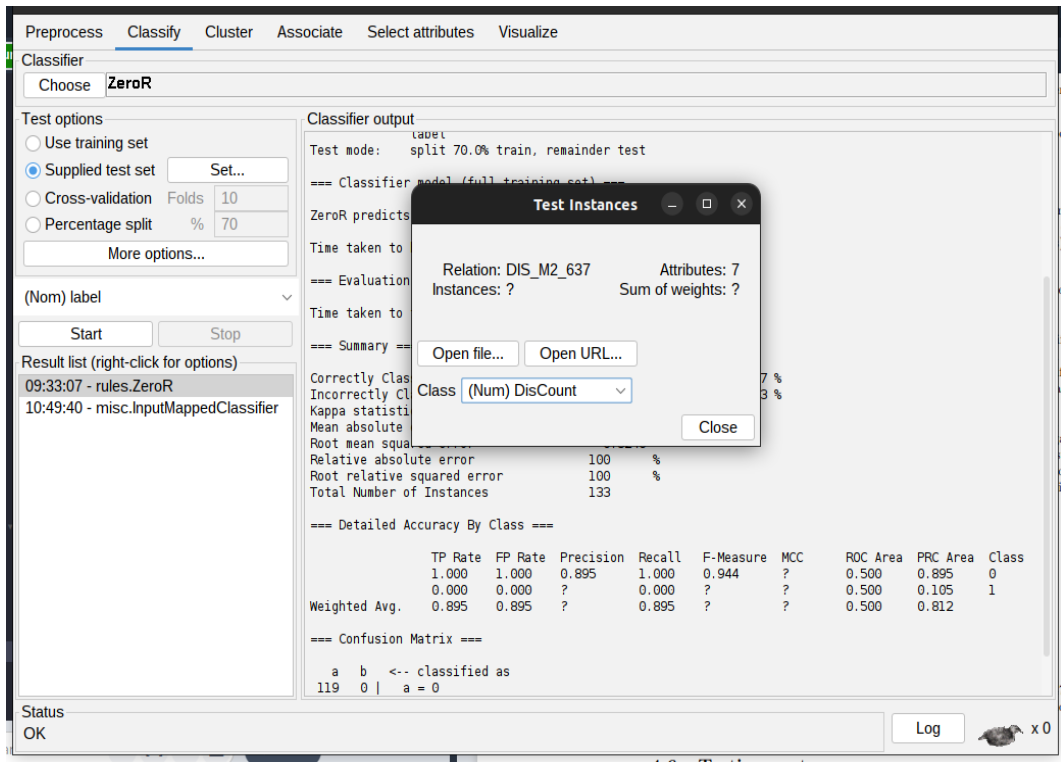 Preprocess Classify Cluster Associate Select attributes Visualize
Classifier
Choose ZeroR
Test options
Use training set
Supplied test set Set...
Cross-validation Folds 10
Percentage split % 70
More options...
(Nom) label
Start Stop
Result list (right-click for options)
09:33:07 - rules.ZeroR
10:49:40 - misc.InputMappedClassifier
Classifier output
label
Test mode: split 70.0% train, remainder test
=== Classifier model (full training set) ===
ZeroR predicts
Time taken to
=== Evaluation
Time taken to
=== Summary ==
Correctly Clas 7 %
Incorrectly Cl 3 %
Kappa statisti
Mean absolute
Root mean squared error
Relative absolute error 100 %
Root relative squared error 100 %
Total Number of Instances 133
=== Detailed Accuracy By Class ===
TP Rate FP Rate Precision Recall F-Measure MCC ROC Area PRC Area Class
1.000 1.000 0.895 1.000 0.944 ? 0.500 0.895 0
0.000 0.000 ? 0.000 ? ? 0.500 0.105 1
Weighted Avg. 0.895 0.895 ? 0.895 ? ? 0.500 0.812
=== Confusion Matrix ===
a b <-- classified as
119 0 | a = 0
Test Instances
Relation: DIS_M2_637 Attributes: 7
Instances: ? Sum of weights: ?
Open file... Open URL...
Class (Num) DisCount
Close
Status
OK
Log x 0